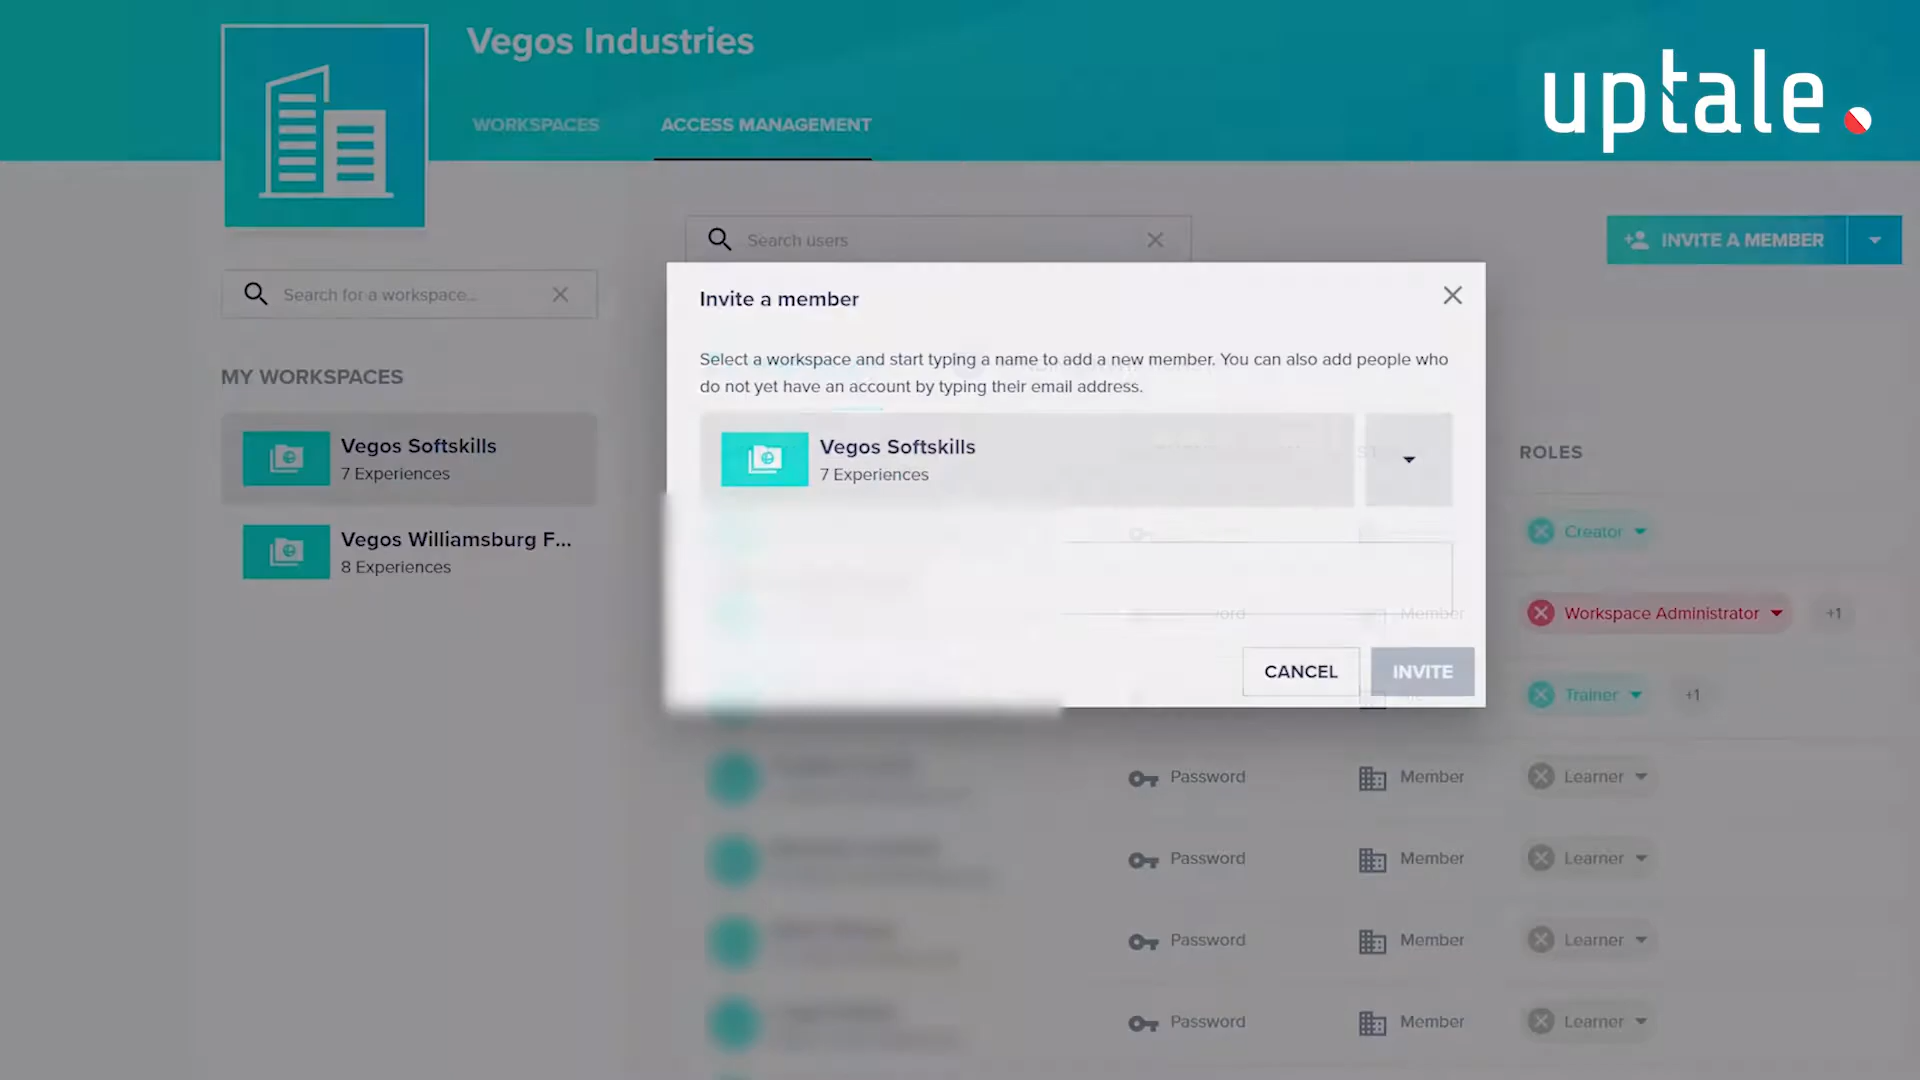 Vegos Industries
WORKSPACES
ACCESS MANAGEMENT
uptale
Search users
INVITE A MEMBER
Search for a workspace...
MY WORKSPACES
Vegos Softskills
7 Experiences
Vegos Williamsburg F...
8 Experiences
Invite a member
Select a workspace and start typing a name to add a new member. You can also add people who
do not yet have an account by typing their email address.
Vegos Softskills
7 Experiences
CANCEL
INVITE
ROLES
Creator
Member
Workspace Administrator
+1
Trainer
+1
Password
Member
Learner
Password
Member
Learner
Password
Member
Learner
Password
Member
Learner